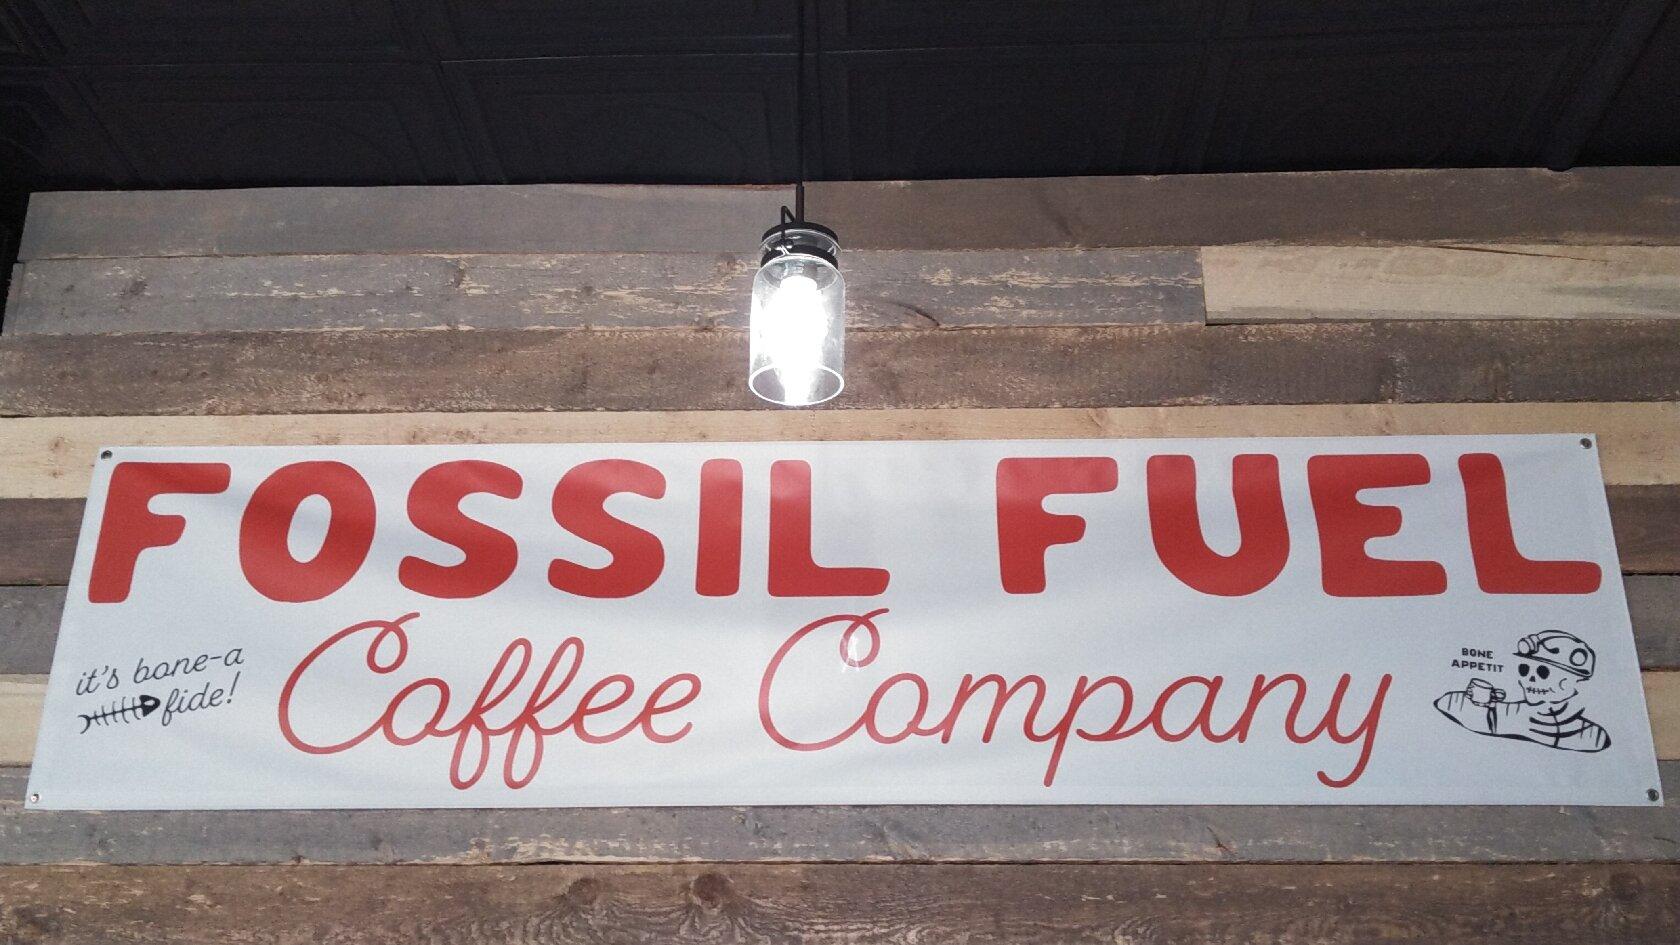 FOSSIL FUEL
Coffee Company
it's bone-a
fide!
BONE
APPETIT